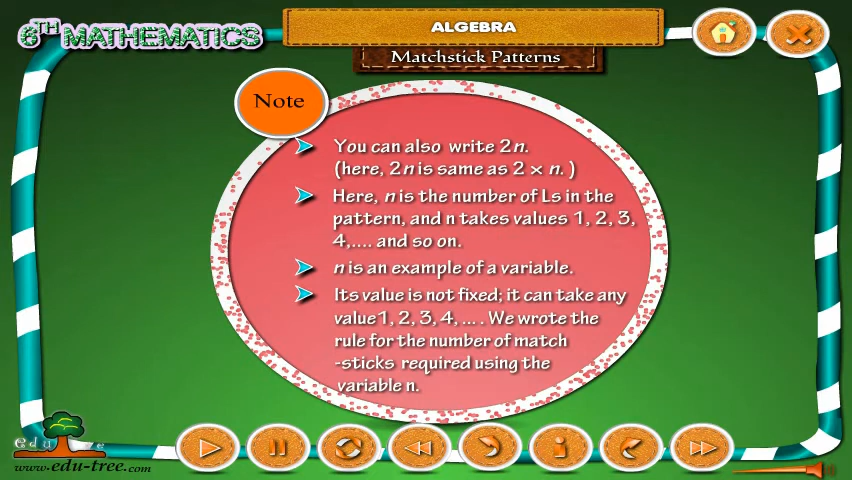 6TH MATHEMATICS
ALGEBRA
Matchstick Patterns
Note
You can also write 2n.
(here, 2n is same as 2 × n. )
Here, n is the number of Ls in the
pattern, and n takes values 1, 2, 3,
4,.... and so on.
n is an example of a variable.
Its value is not fixed; it can take any
value1, 2, 3, 4, ... . We wrote the
rule for the number of match
-sticks required using the
variable n.
www.edu-tree.com